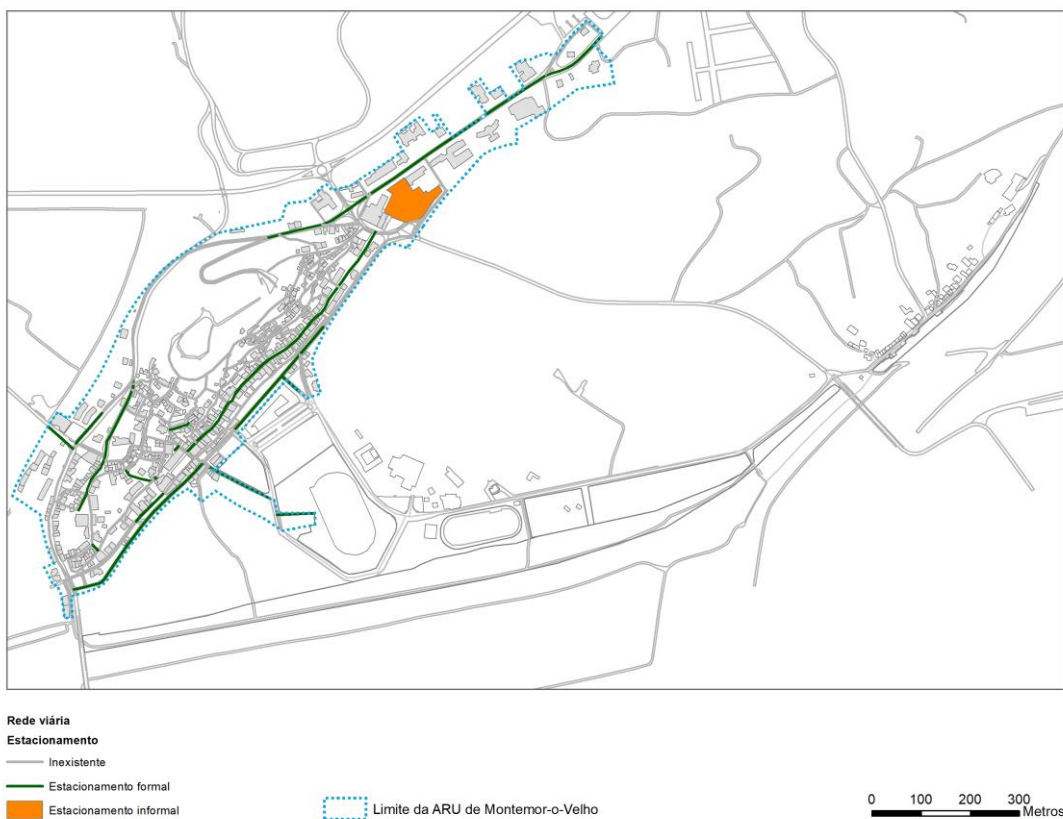 Rede viária
Estacionamento
Inexistente
Estacionamento formal
Estacionamento informal
Limite da ARU de Montemor-o-Velho
0 100 200 300
Metros